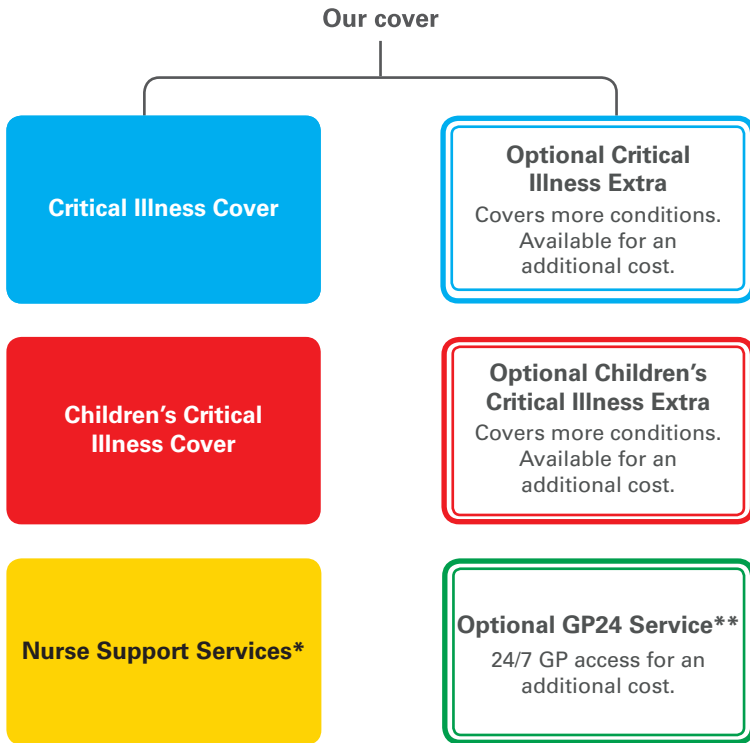 Our cover
Critical Illness Cover
Optional Critical
Illness Extra
Covers more conditions.
Available for an
additional cost.
Children’s Critical
Illness Cover
Optional Children’s
Critical Illness Extra
Covers more conditions.
Available for an
additional cost.
Nurse Support Services*
Optional GP24 Service**
24/7 GP access for an
additional cost.